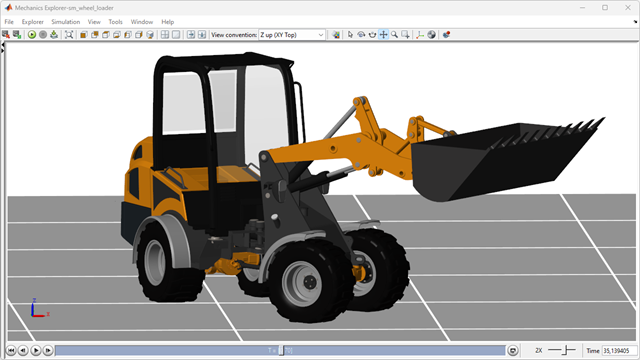 Mechanics Explorer-sm_wheel_loader
File Explorer Simulation View Tools Window Help
View convention: Z up (XY Top)
Z
X
2X Time 35,139405